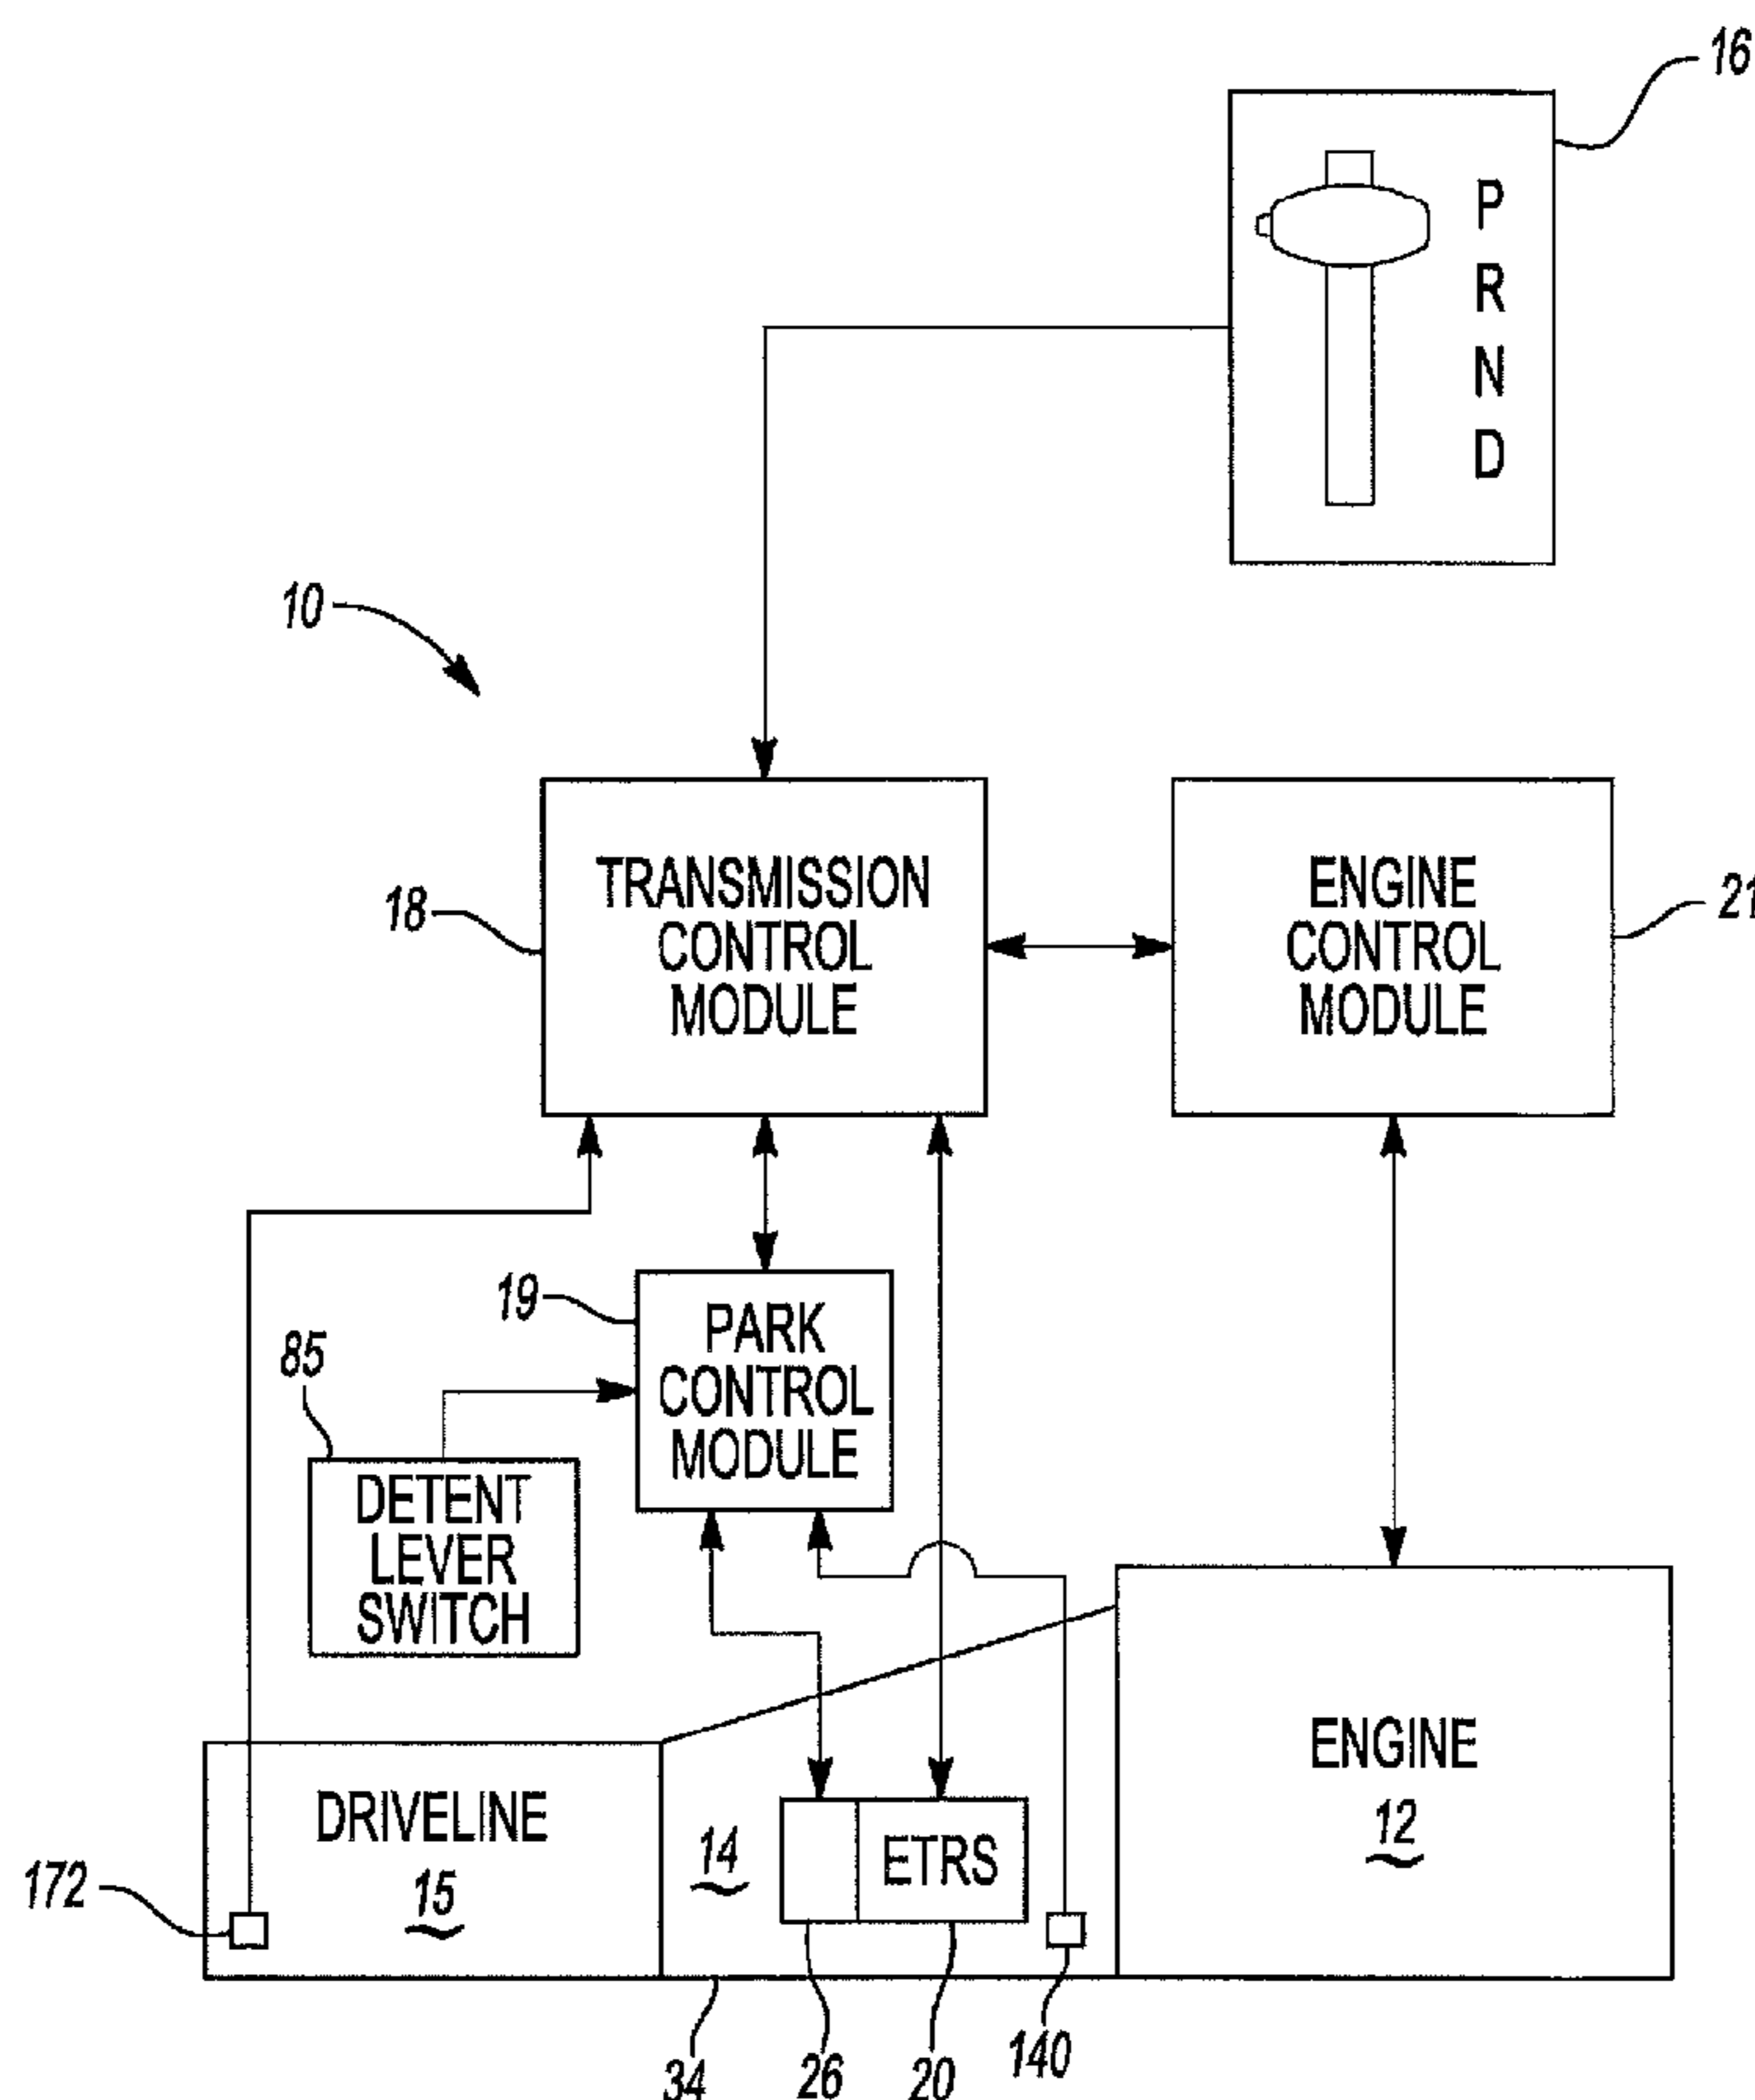 16
P
R
N
D
10
TRANSMISSION
CONTROL
MODULE
18
ENGINE
CONTROL
MODULE
21
19
PARK
CONTROL
MODULE
85
DETENT
LEVER
SWITCH
ENGINE
12
DRIVELINE
15
14
ETRS
172
34
26
20
140